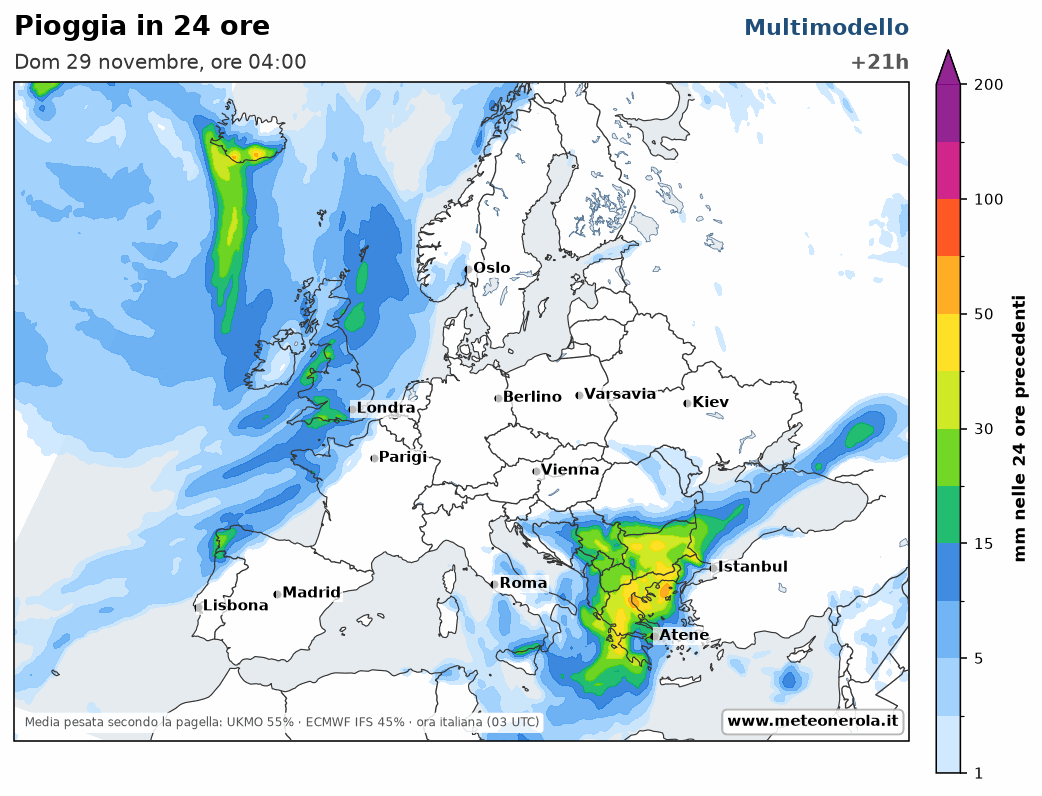 Pioggia in 24 ore
Multimodello
Dom 29 novembre, ore 04:00
+21h
200
100
50
30
15
5
1
mm nelle 24 ore precedenti
Oslo
Londra
Berlino
Varsavia
Kiev
Parigi
Vienna
Istanbul
Roma
Madrid
Lisbona
Atene
Media pesata secondo la pagella: UKMO 55% · ECMWF IFS 45% · ora italiana (03 UTC)
www.meteonerola.it